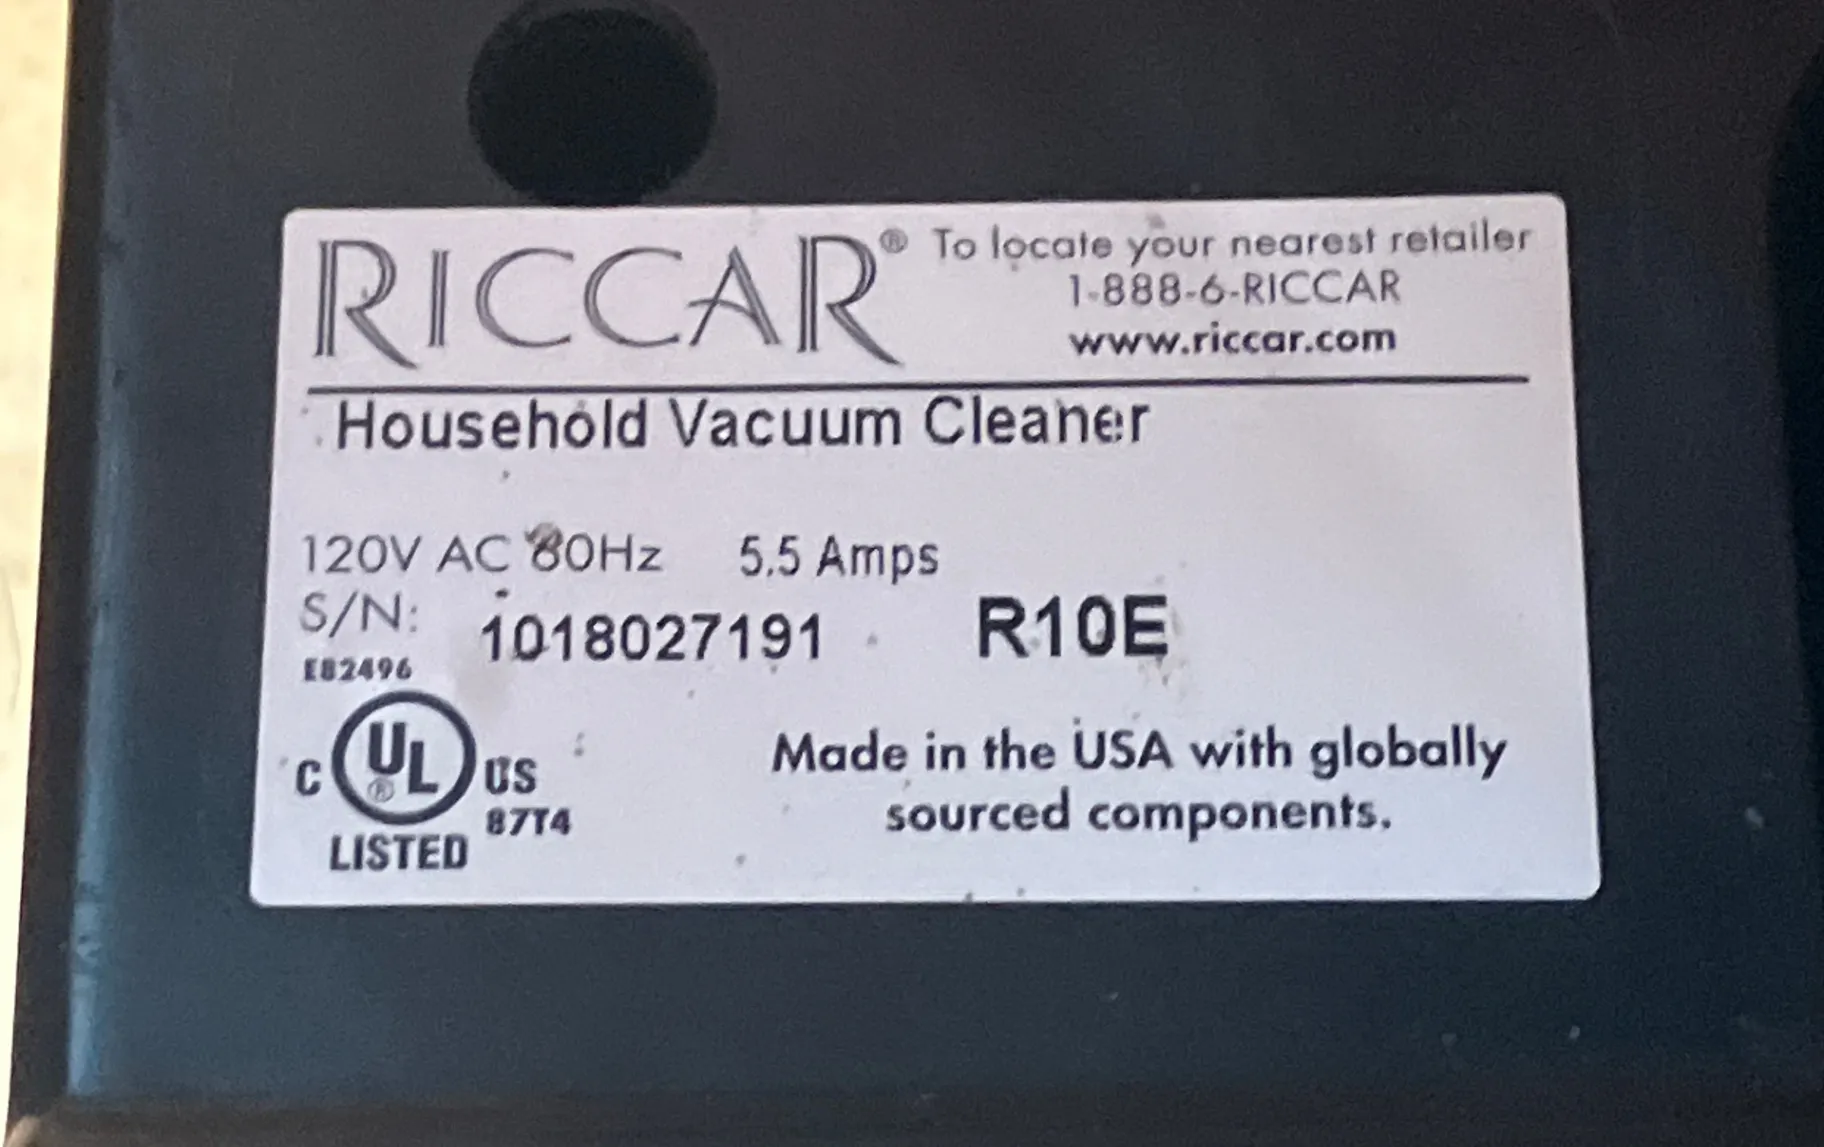 RICCAR®
To locate your nearest retailer
1-888-6-RICCAR
www.riccar.com
Household Vacuum Cleaner
120V AC 60Hz 5.5 Amps
S/N: 1018027191 R10E
E82496
C UL® US
87T4
LISTED
Made in the USA with globally
sourced components.